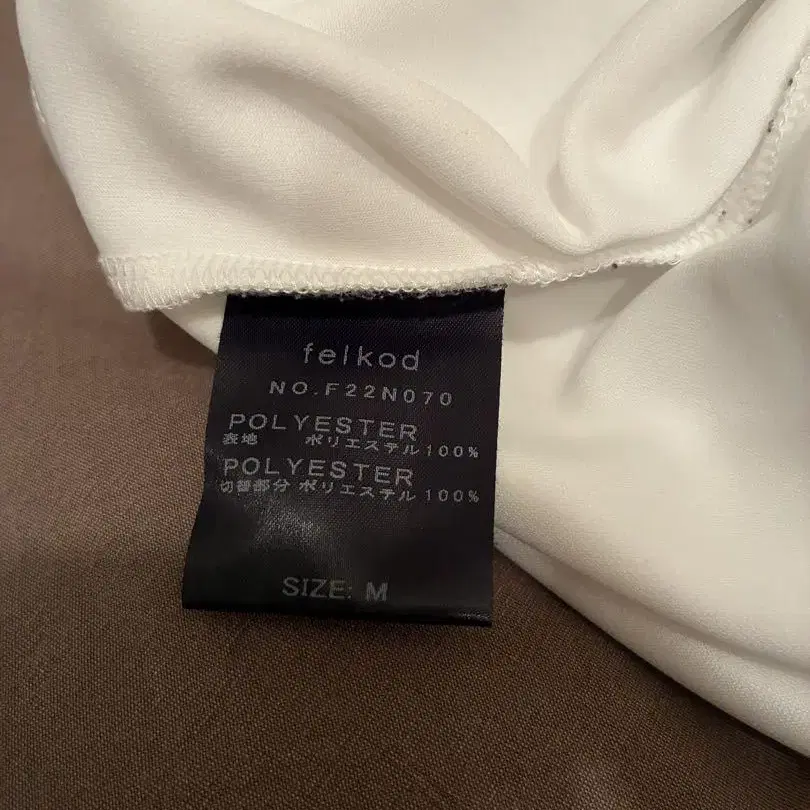 felkod
NO.F22N070
POLYESTER
表地 ポリエステル100%
POLYESTER
切替部分 ポリエステル100%
SIZE: M